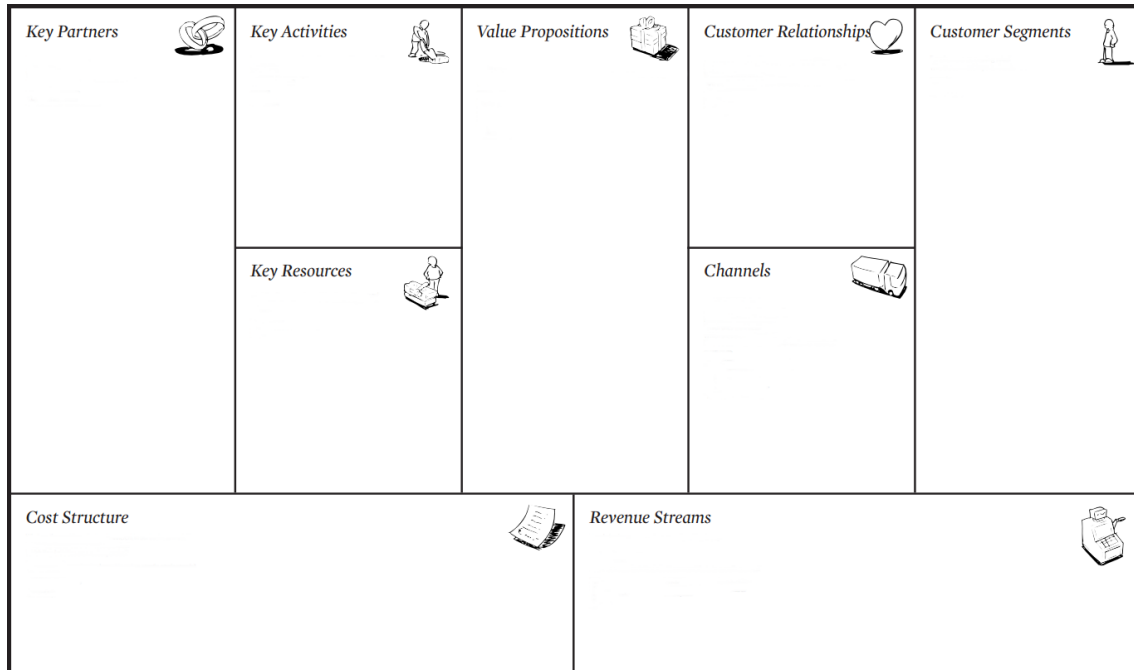 Key Partners
Key Activities
Value Propositions
Customer Relationships
Customer Segments
Key Resources
Channels
Cost Structure
Revenue Streams